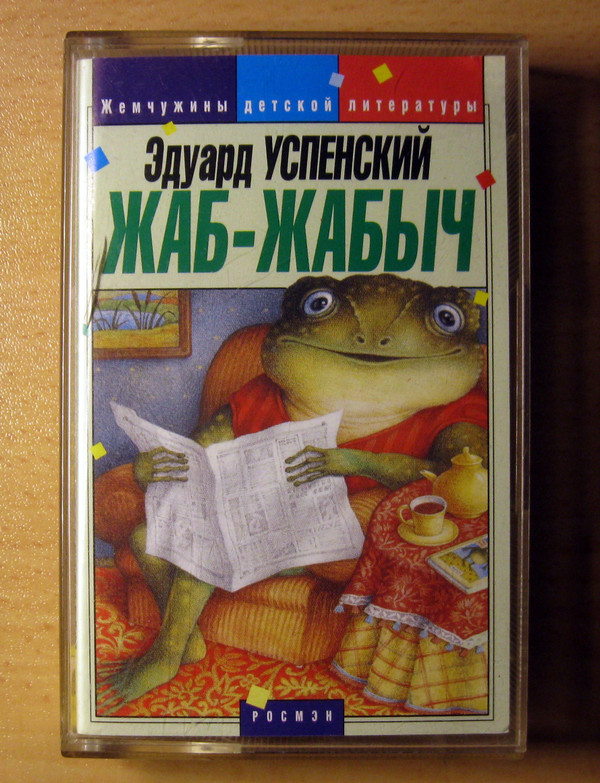 Жемчужины детской литературы
Эдуард УСПЕНСКИЙ
ЖАБ-ЖАБЫЧ
РОСМЭН